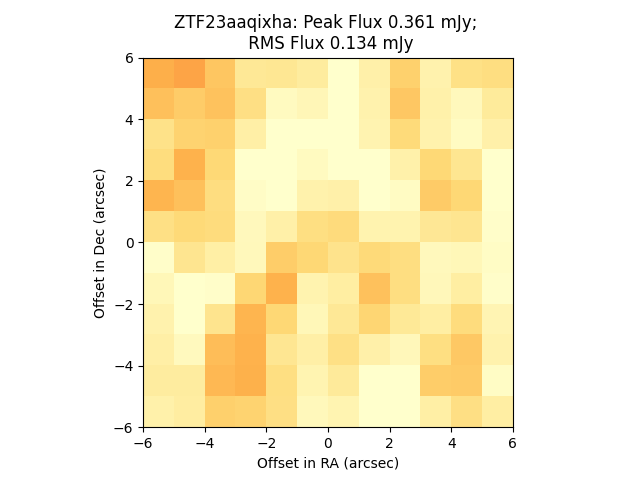 ZTF23aaqixha: Peak Flux 0.361 mJy;
RMS Flux 0.134 mJy
6
4
2
0
−2
−4
−6
Offset in Dec (arcsec)
−6 −4 −2 0 2 4 6
Offset in RA (arcsec)